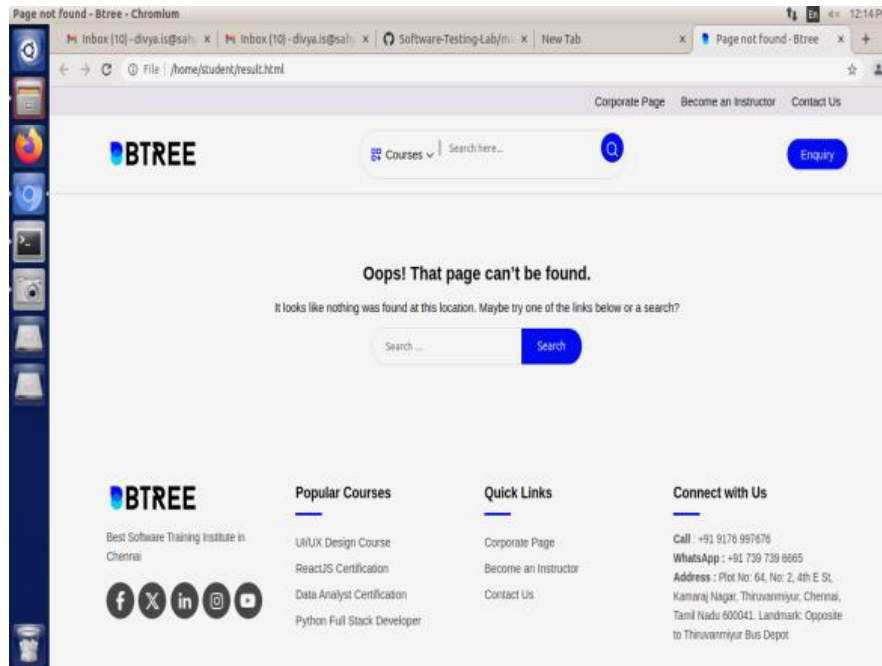 Page not found - Btree - Chromium En 12:14 P
Inbox (10) - divya.is@sah x Inbox (10) - divya.is@sahy x Software-Testing-Lab/m x New Tab x Page not found - Btree x +
File /home/student/result.html
Corporate Page Become an Instructor Contact Us
BTREE Courses Search here... Enquiry
Oops! That page can't be found.
It looks like nothing was found at this location. Maybe try one of the links below or a search?
Search ... Search
BTREE
Best Software Training Institute in
Chennai
Popular Courses
UI/UX Design Course
ReactJS Certification
Data Analyst Certification
Python Full Stack Developer
Quick Links
Corporate Page
Become an Instructor
Contact Us
Connect with Us
Call : +91 9176 997676
WhatsApp : +91 739 739 6665
Address : Plot No: 64, No: 2, 4th E St,
Kamaraj Nagar, Thiruvanmiyur, Chennai,
Tamil Nadu 600041. Landmark: Opposite
to Thiruvanmiyur Bus Depot